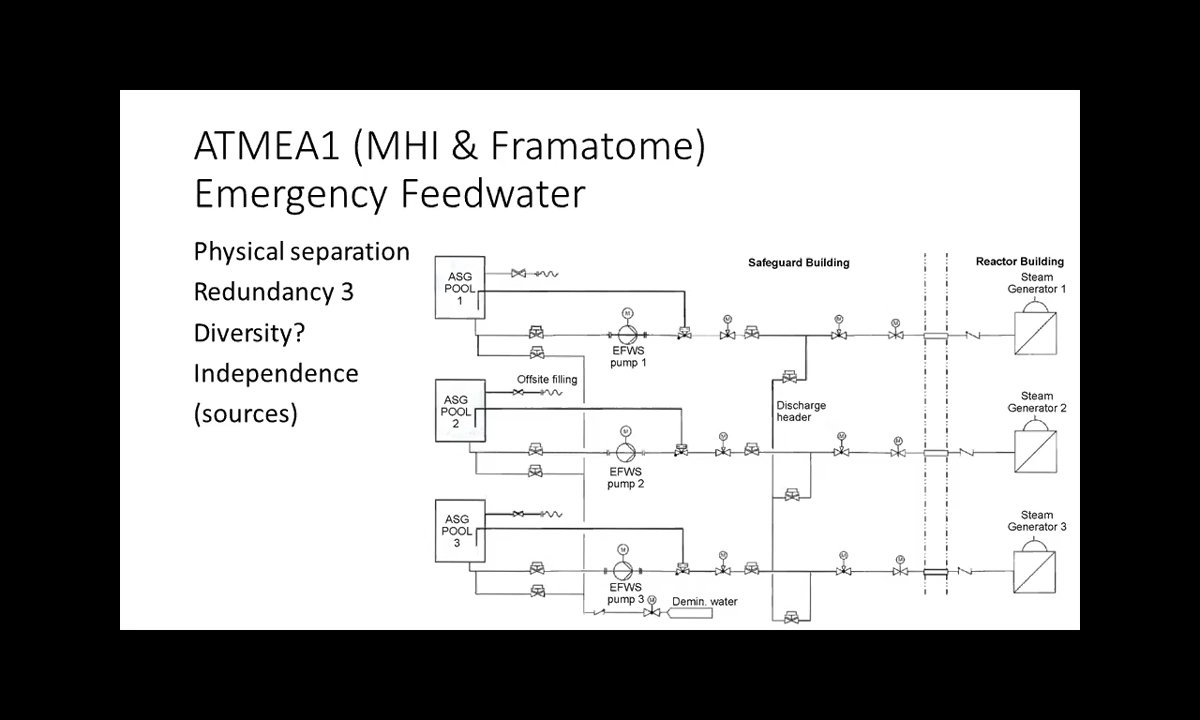 ATMEA1 (MHI & Framatome)
Emergency Feedwater
Physical separation
Redundancy 3
Diversity?
Independence
(sources)
Safeguard Building
Reactor Building
ASG
POOL
1
M
EFWS
pump 1
M
M
M
Steam
Generator 1
Offsite filling
Discharge
header
ASG
POOL
2
M
EFWS
pump 2
M
M
M
Steam
Generator 2
ASG
POOL
3
M
EFWS
pump 3
M
M
M
Steam
Generator 3
M
Demin. water